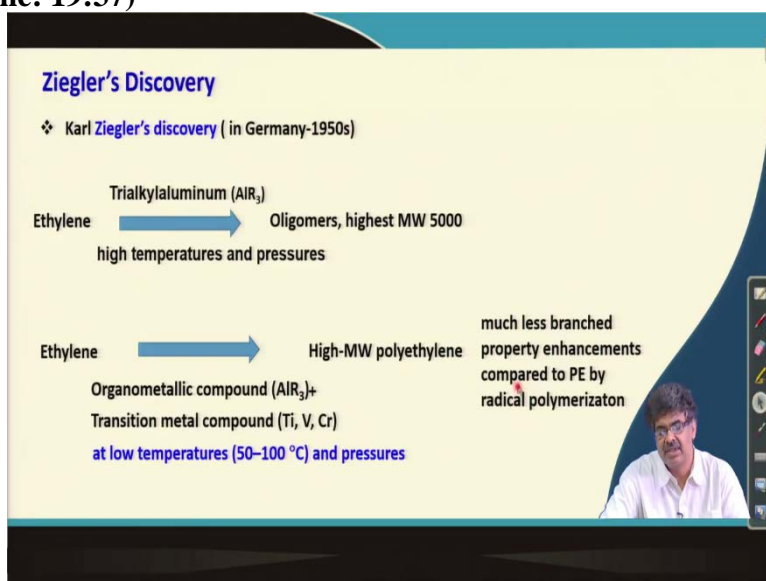 19:37)
Ziegler's Discovery
❖ Karl Ziegler's discovery ( in Germany-1950s)
Trialkylaluminum (AlR₃)
Ethylene Oligomers, highest MW 5000
high temperatures and pressures
Ethylene High-MW polyethylene
much less branched
property enhancements
compared to PE by
radical polymerizaton
Organometallic compound (AlR₃)+
Transition metal compound (Ti, V, Cr)
at low temperatures (50–100 °C) and pressures